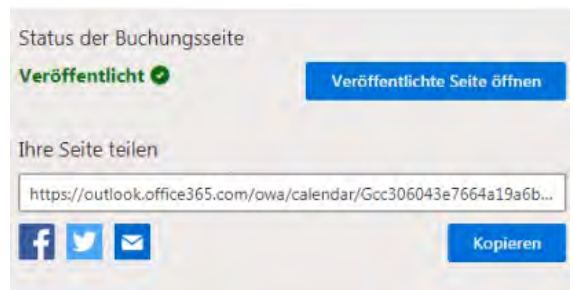 Status der Buchungsseite
Veröffentlicht
Veröffentlichte Seite öffnen
Ihre Seite teilen
https://outlook.office365.com/owa/calendar/Gcc306043e7664a19a6b...
Kopieren